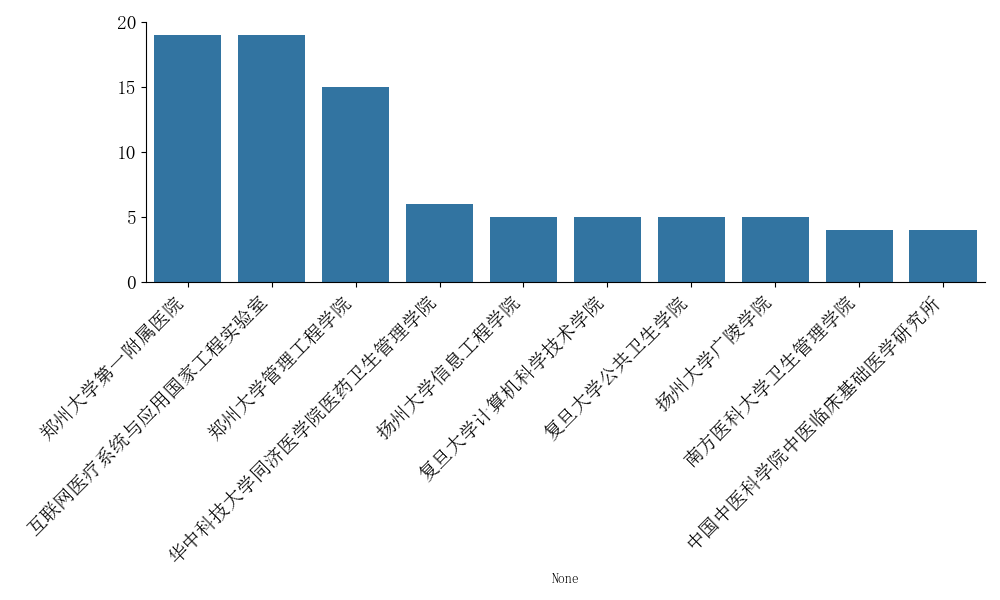 20
15
10
5
0
郑州大学第一附属医院
互联网医疗系统与应用国家工程实验室
郑州大学管理工程学院
华中科技大学同济医学院医药卫生管理学院
扬州大学信息工程学院
复旦大学计算机科学技术学院
复旦大学公共卫生学院
扬州大学广陵学院
南方医科大学卫生管理学院
中国中医科学院中医临床基础医学研究所
None